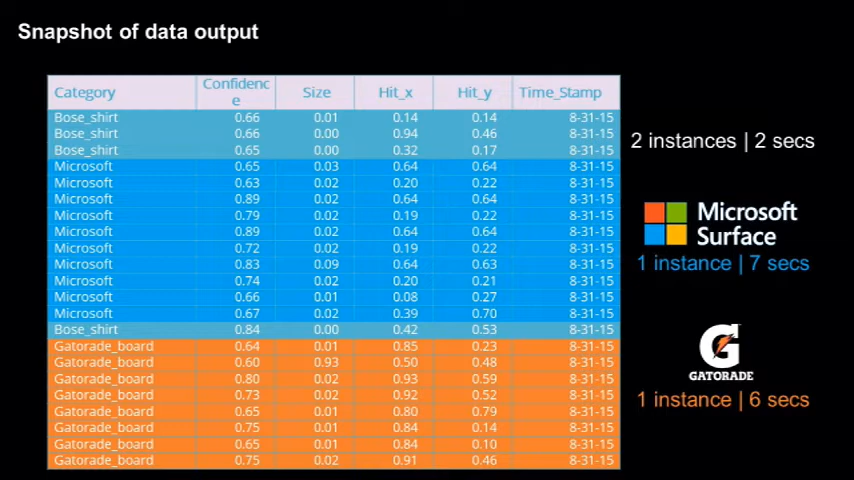 Snapshot of data output
Category Confidenc e Size Hit_x Hit_y Time_Stamp
Bose_shirt 0.66 0.01 0.14 0.14 8-31-15
Bose_shirt 0.66 0.00 0.94 0.46 8-31-15
Bose_shirt 0.65 0.00 0.32 0.17 8-31-15
Microsoft 0.65 0.03 0.64 0.64 8-31-15
Microsoft 0.63 0.02 0.20 0.22 8-31-15
Microsoft 0.89 0.02 0.64 0.64 8-31-15
Microsoft 0.79 0.02 0.19 0.22 8-31-15
Microsoft 0.89 0.02 0.64 0.64 8-31-15
Microsoft 0.72 0.02 0.19 0.22 8-31-15
Microsoft 0.83 0.09 0.64 0.63 8-31-15
Microsoft 0.74 0.02 0.20 0.21 8-31-15
Microsoft 0.66 0.01 0.08 0.27 8-31-15
Microsoft 0.67 0.02 0.39 0.70 8-31-15
Bose_shirt 0.84 0.00 0.42 0.53 8-31-15
Gatorade_board 0.64 0.01 0.85 0.23 8-31-15
Gatorade_board 0.60 0.93 0.50 0.48 8-31-15
Gatorade_board 0.80 0.02 0.93 0.59 8-31-15
Gatorade_board 0.73 0.02 0.92 0.52 8-31-15
Gatorade_board 0.65 0.01 0.80 0.79 8-31-15
Gatorade_board 0.75 0.01 0.84 0.14 8-31-15
Gatorade_board 0.65 0.01 0.84 0.10 8-31-15
Gatorade_board 0.75 0.02 0.91 0.46 8-31-15
2 instances | 2 secs
Microsoft
Surface
1 instance | 7 secs
G
GATORADE
1 instance | 6 secs